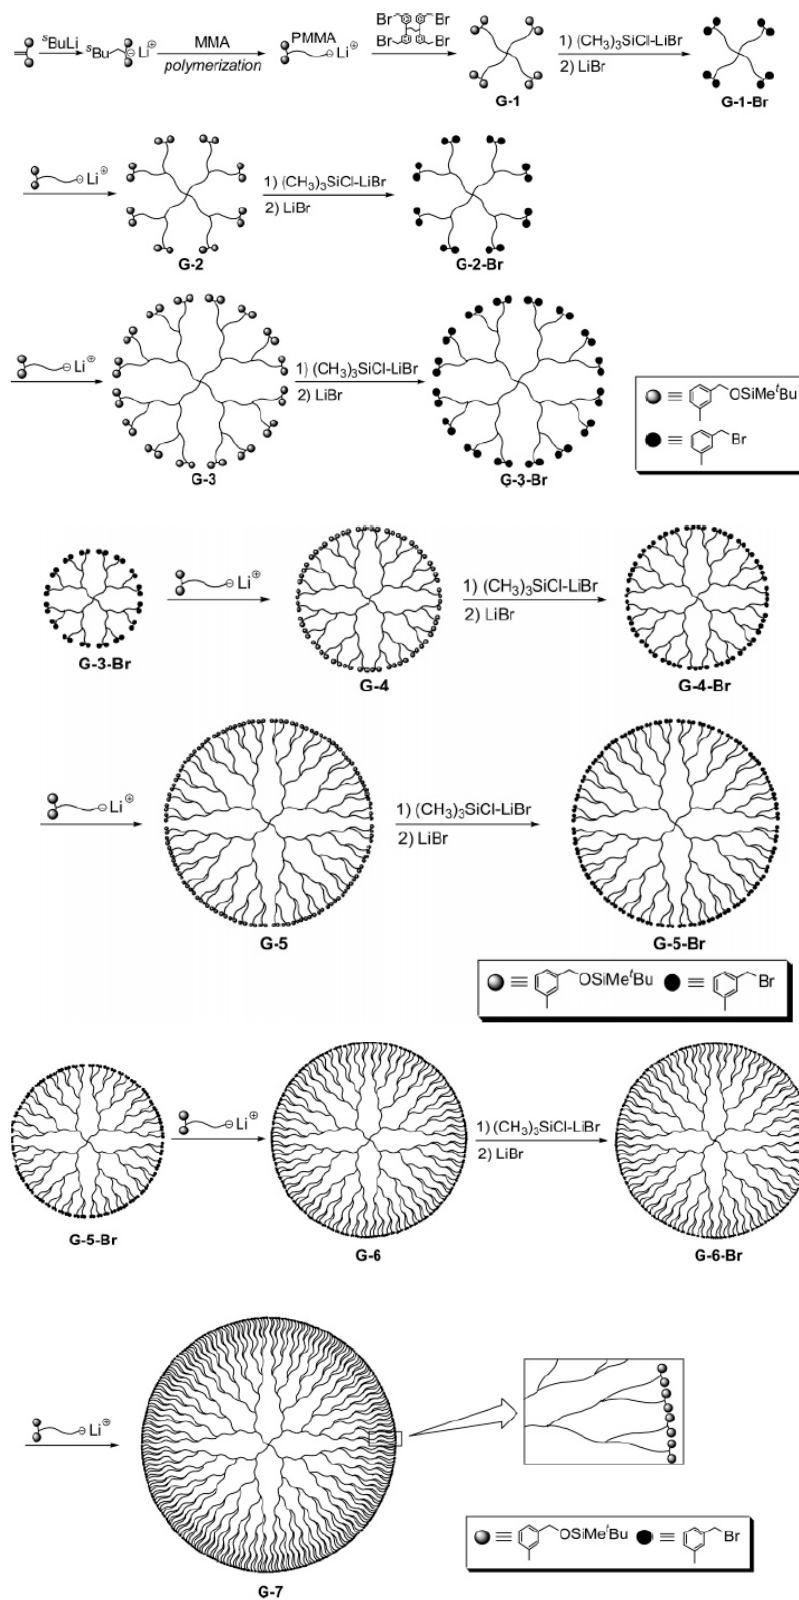 sBuLi
sBu
⊖
Li⊕
MMA
polymerization
PMMA
⊖ Li⊕
Br
Br
Br
Br
1) (CH3)3SiCl-LiBr
2) LiBr
G-1
G-1-Br
⊖ Li⊕
1) (CH3)3SiCl-LiBr
2) LiBr
G-2
G-2-Br
⊖ Li⊕
1) (CH3)3SiCl-LiBr
2) LiBr
G-3
G-3-Br
≡ OSiMetBu
≡ Br
⊖ Li⊕
1) (CH3)3SiCl-LiBr
2) LiBr
G-3-Br
G-4
G-4-Br
⊖ Li⊕
1) (CH3)3SiCl-LiBr
2) LiBr
G-5
G-5-Br
≡ OSiMetBu ≡ Br
⊖ Li⊕
1) (CH3)3SiCl-LiBr
2) LiBr
G-5-Br
G-6
G-6-Br
⊖ Li⊕
G-7
≡ OSiMetBu ≡ Br